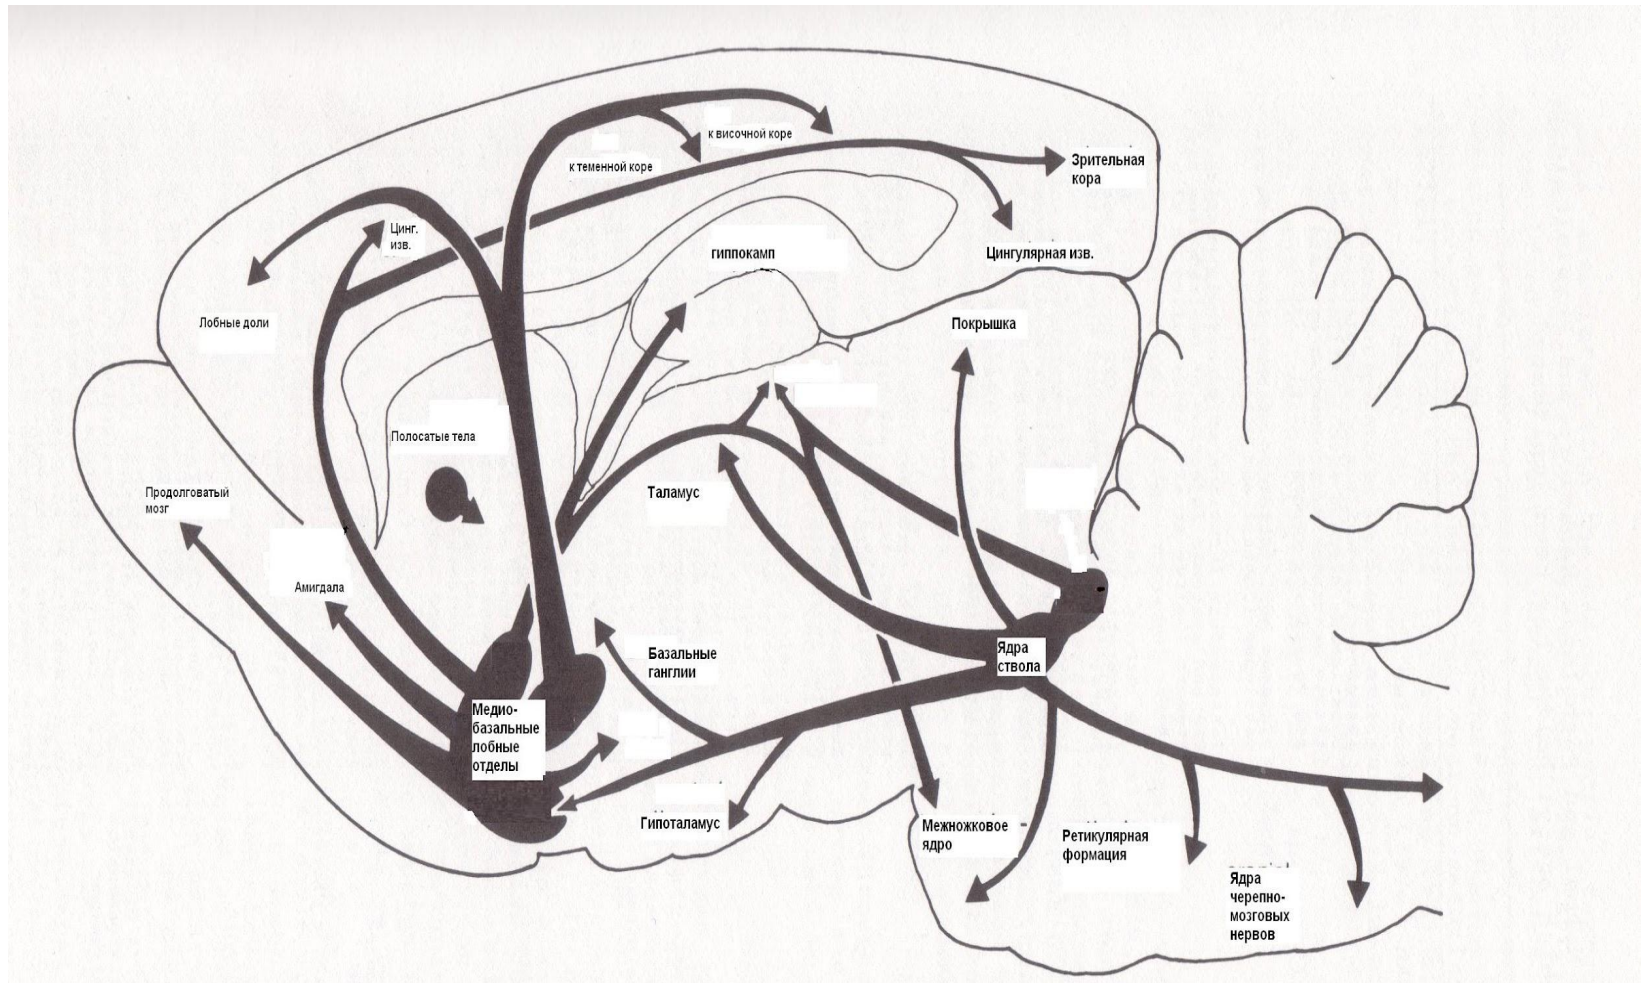 к височной коре
к теменной коре
Зрительная
кора
Цинг.
изв.
гиппокамп
Цингулярная изв.
Лобные доли
Покрышка
Полосатые тела
Продолговатый
мозг
Таламус
Амигдала
Базальные
ганглии
Ядра
ствола
Медио-
базальные
лобные
отделы
Гипоталамус
Межножковое
ядро
Ретикулярная
формация
Ядра
черепно-
мозговых
нервов